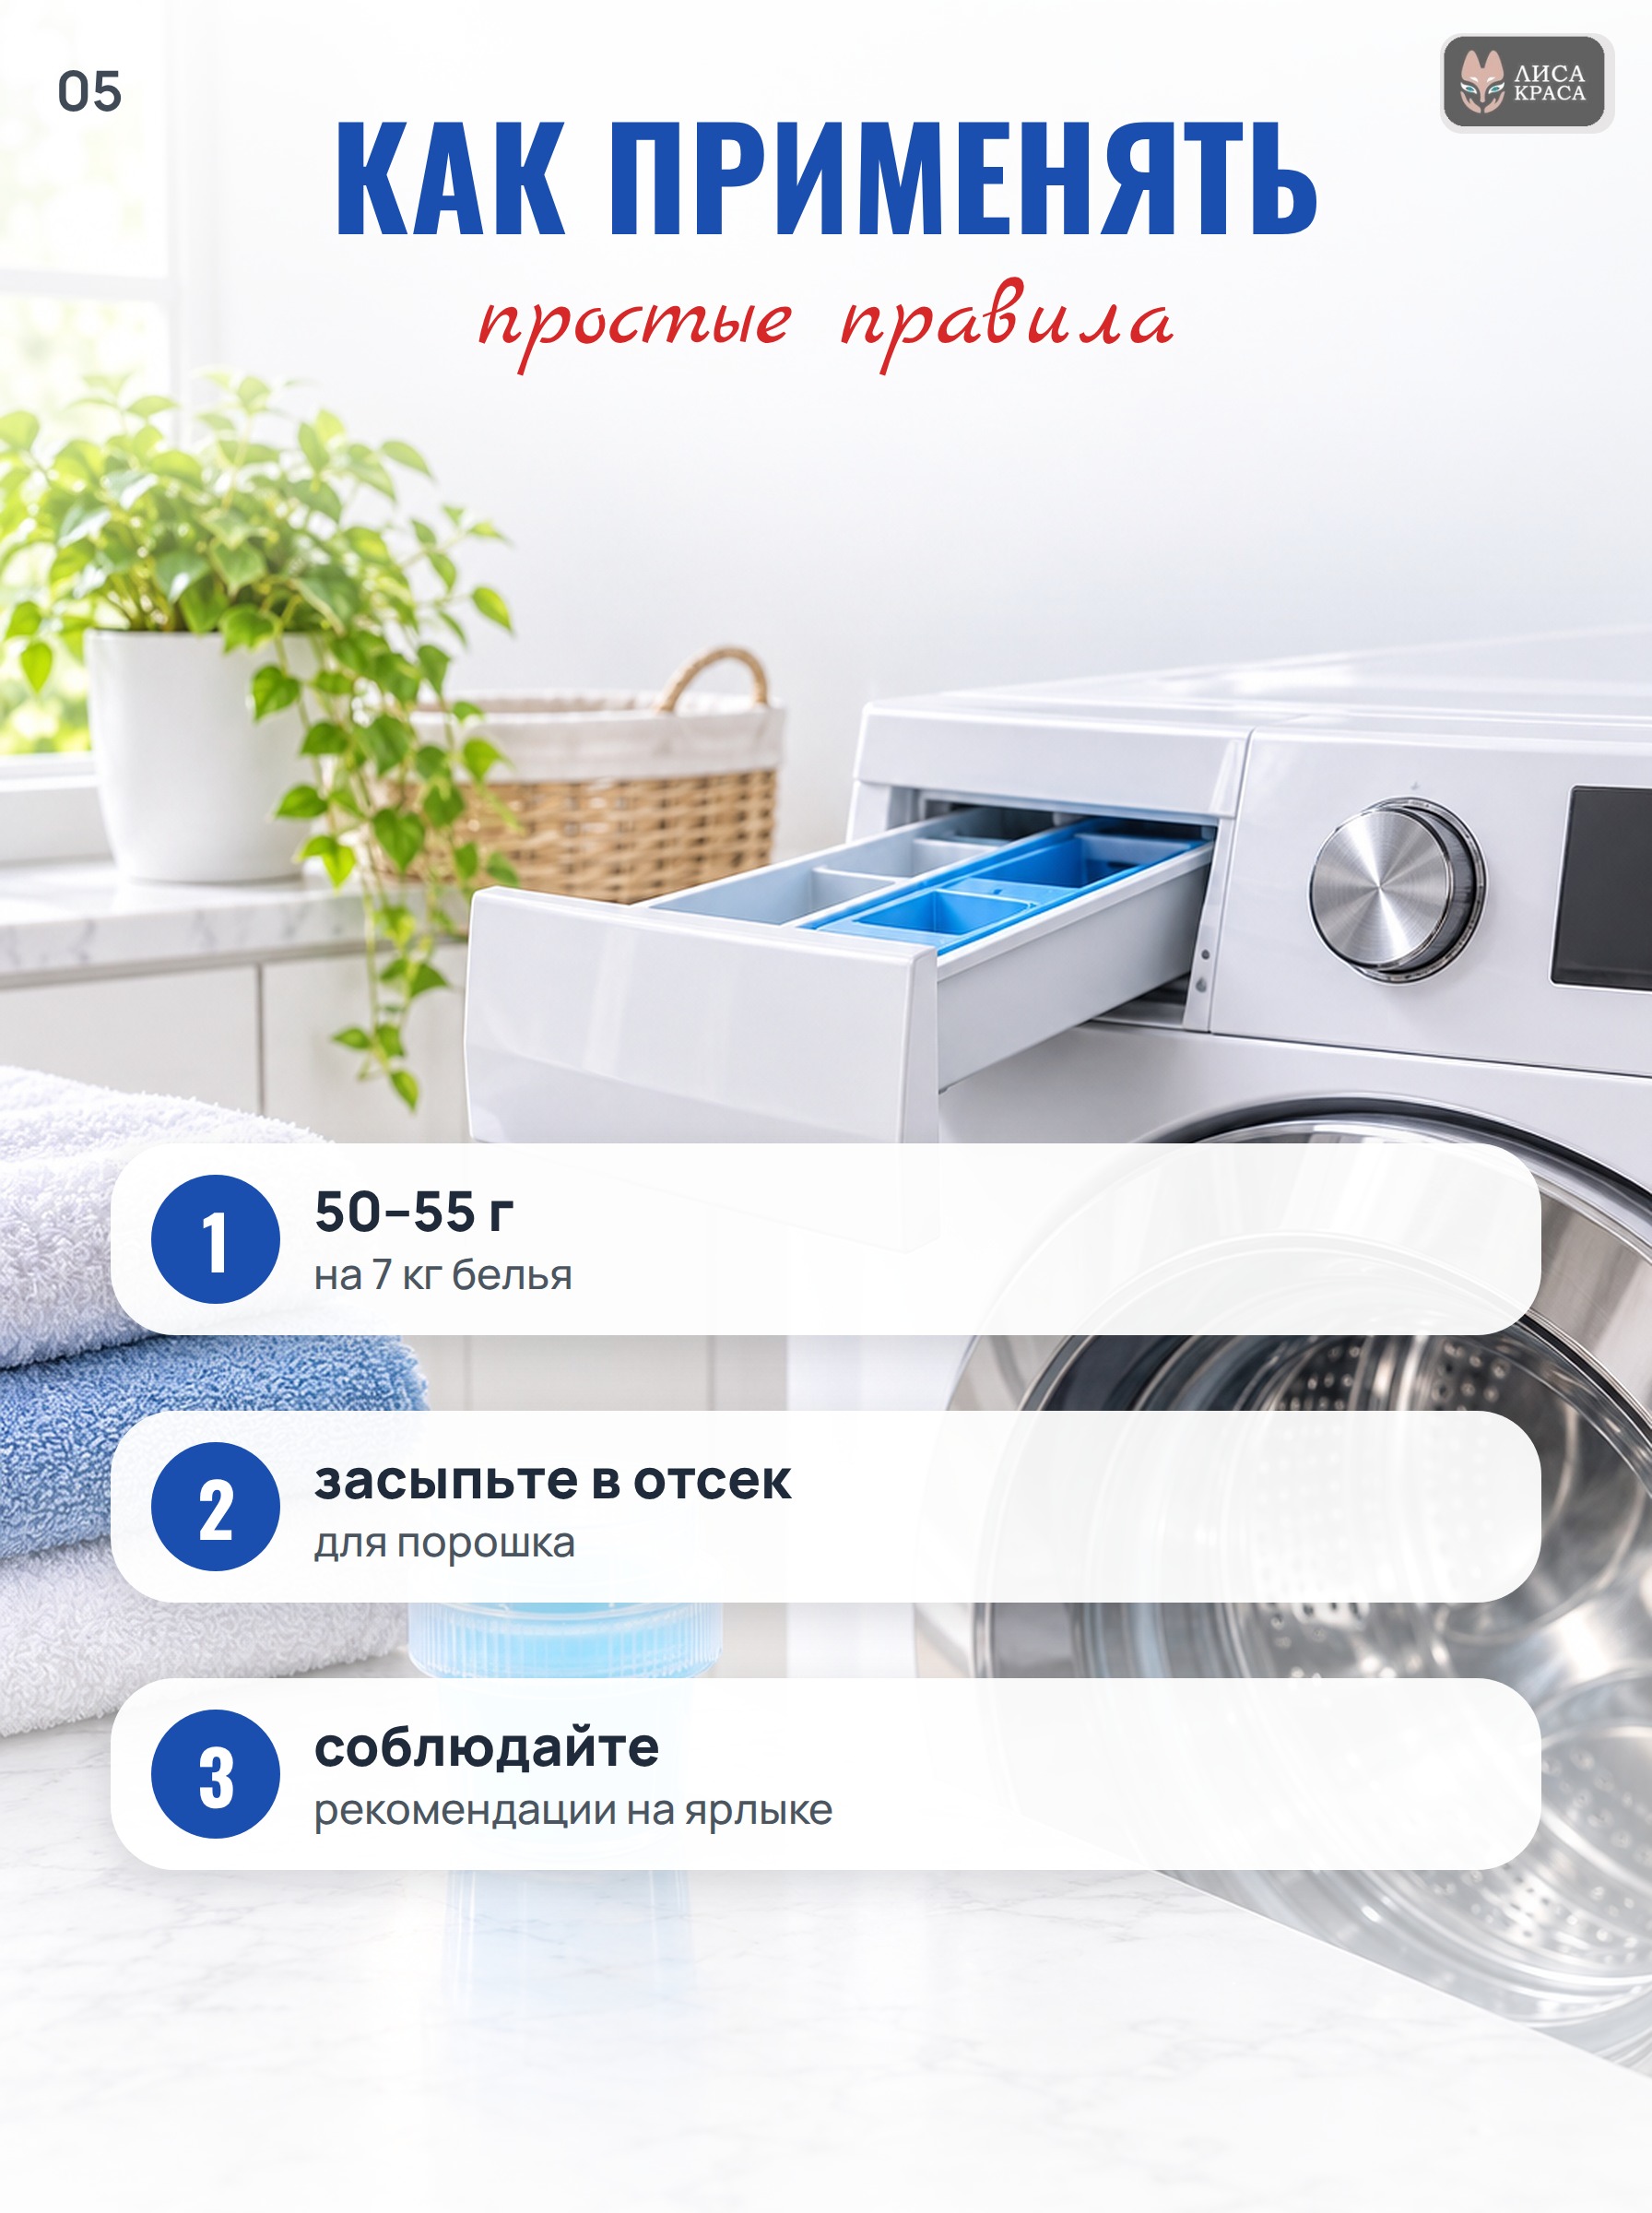 05
ЛИСА
КРАСА
КАК ПРИМЕНЯТЬ
простые правила
1
50–55 г
на 7 кг белья
2
засыпьте в отсек
для порошка
3
соблюдайте
рекомендации на ярлыке